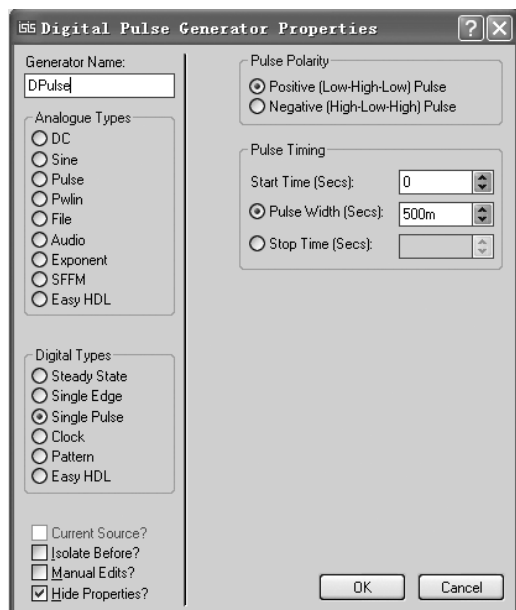 isis Digital Pulse Generator Properties
Generator Name:
DPulse
Analogue Types
DC
Sine
Pulse
Pwlin
File
Audio
Exponent
SFFM
Easy HDL
Digital Types
Steady State
Single Edge
Single Pulse
Clock
Pattern
Easy HDL
Current Source?
Isolate Before?
Manual Edits?
Hide Properties?
Pulse Polarity
Positive (Low-High-Low) Pulse
Negative (High-Low-High) Pulse
Pulse Timing
Start Time (Secs): 0
Pulse Width (Secs): 500m
Stop Time (Secs):
OK Cancel